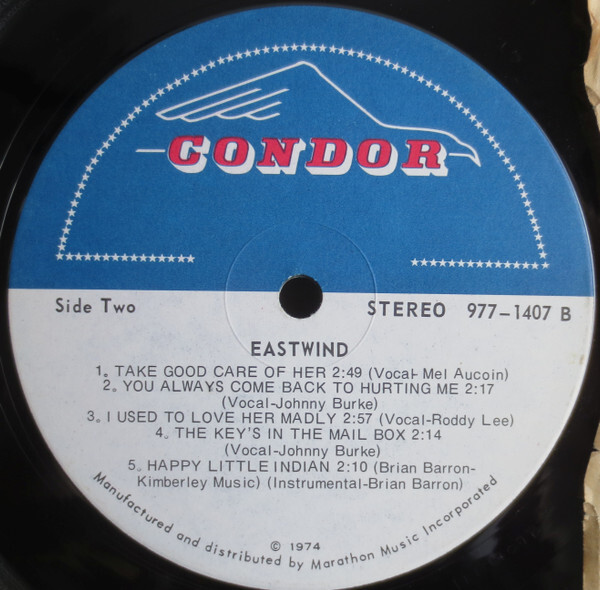 CONDOR
Side Two
STEREO 977-1407 B
EASTWIND
1. TAKE GOOD CARE OF HER 2:49 (Vocal-Mel Aucoin)
2. YOU ALWAYS COME BACK TO HURTING ME 2:17
(Vocal-Johnny Burke)
3. I USED TO LOVE HER MADLY 2:57 (Vocal-Roddy Lee)
4. THE KEY'S IN THE MAIL BOX 2:14
(Vocal-Johnny Burke)
5. HAPPY LITTLE INDIAN 2:10 (Brian Barron-
Kimberley Music) (Instrumental-Brian Barron)
© 1974
Manufactured and distributed by Marathon Music Incorporated